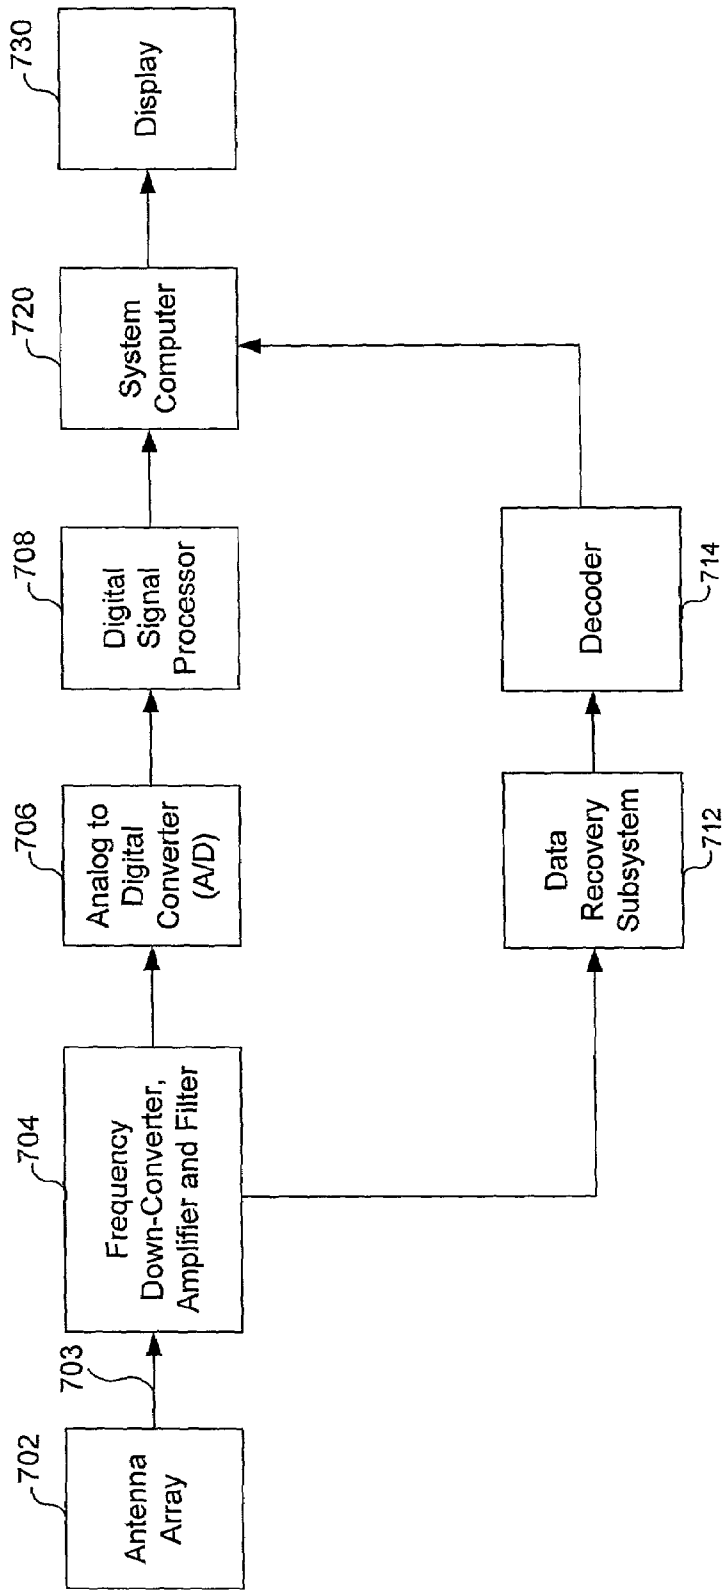 702
Antenna
Array
703
704
Frequency
Down-Converter,
Amplifier and Filter
706
Analog to
Digital
Converter
(A/D)
708
Digital
Signal
Processor
720
System
Computer
730
Display
Data
Recovery
Subsystem
712
Decoder
714